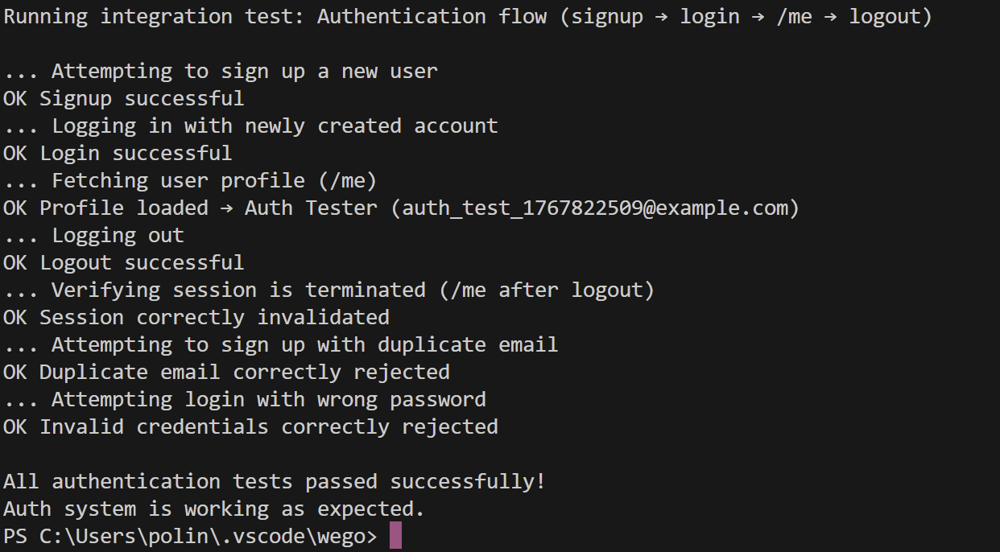 Running integration test: Authentication flow (signup → login → /me → logout)
... Attempting to sign up a new user
OK Signup successful
... Logging in with newly created account
OK Login successful
... Fetching user profile (/me)
OK Profile loaded → Auth Tester (auth_test_1767822509@example.com)
... Logging out
OK Logout successful
... Verifying session is terminated (/me after logout)
OK Session correctly invalidated
... Attempting to sign up with duplicate email
OK Duplicate email correctly rejected
... Attempting login with wrong password
OK Invalid credentials correctly rejected
All authentication tests passed successfully!
Auth system is working as expected.
PS C:\Users\polin\.vscode\wego>